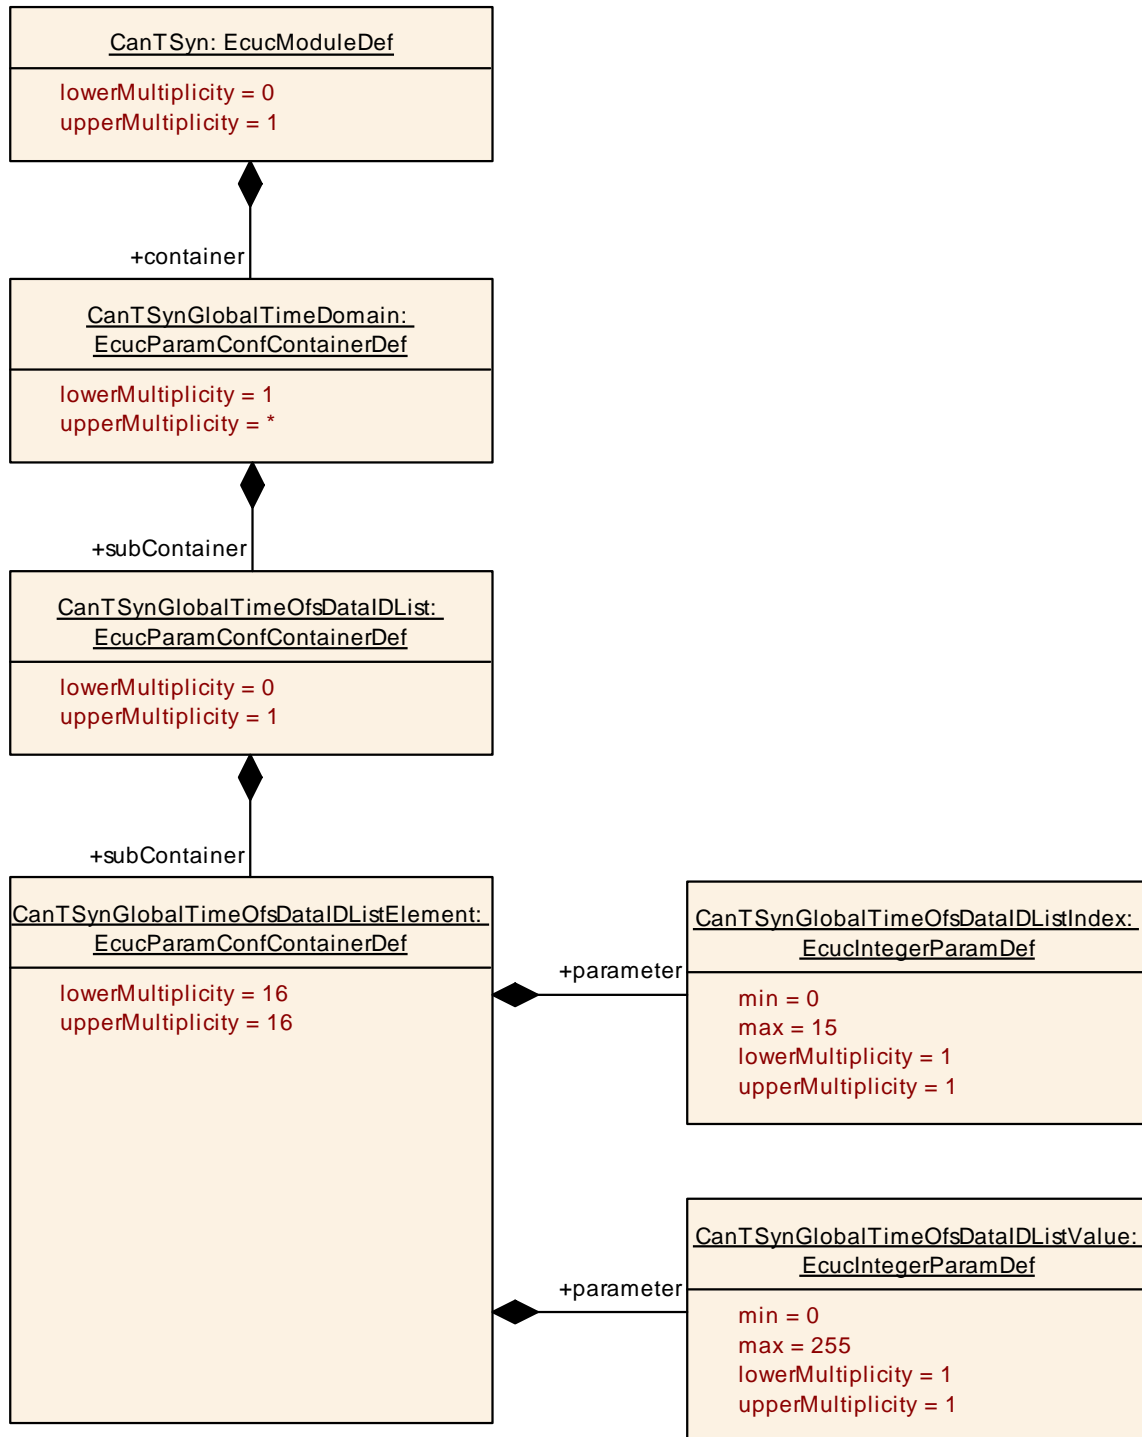 CanTSyn: EcucModuleDef
lowerMultiplicity = 0
upperMultiplicity = 1
+container
CanTSynGlobalTimeDomain:
EcucParamConfContainerDef
lowerMultiplicity = 1
upperMultiplicity = *
+subContainer
CanTSynGlobalTimeOfsDataIDList:
EcucParamConfContainerDef
lowerMultiplicity = 0
upperMultiplicity = 1
+subContainer
CanTSynGlobalTimeOfsDataIDListElement:
EcucParamConfContainerDef
lowerMultiplicity = 16
upperMultiplicity = 16
+parameter
CanTSynGlobalTimeOfsDataIDListIndex:
EcucIntegerParamDef
min = 0
max = 15
lowerMultiplicity = 1
upperMultiplicity = 1
+parameter
CanTSynGlobalTimeOfsDataIDListValue:
EcucIntegerParamDef
min = 0
max = 255
lowerMultiplicity = 1
upperMultiplicity = 1